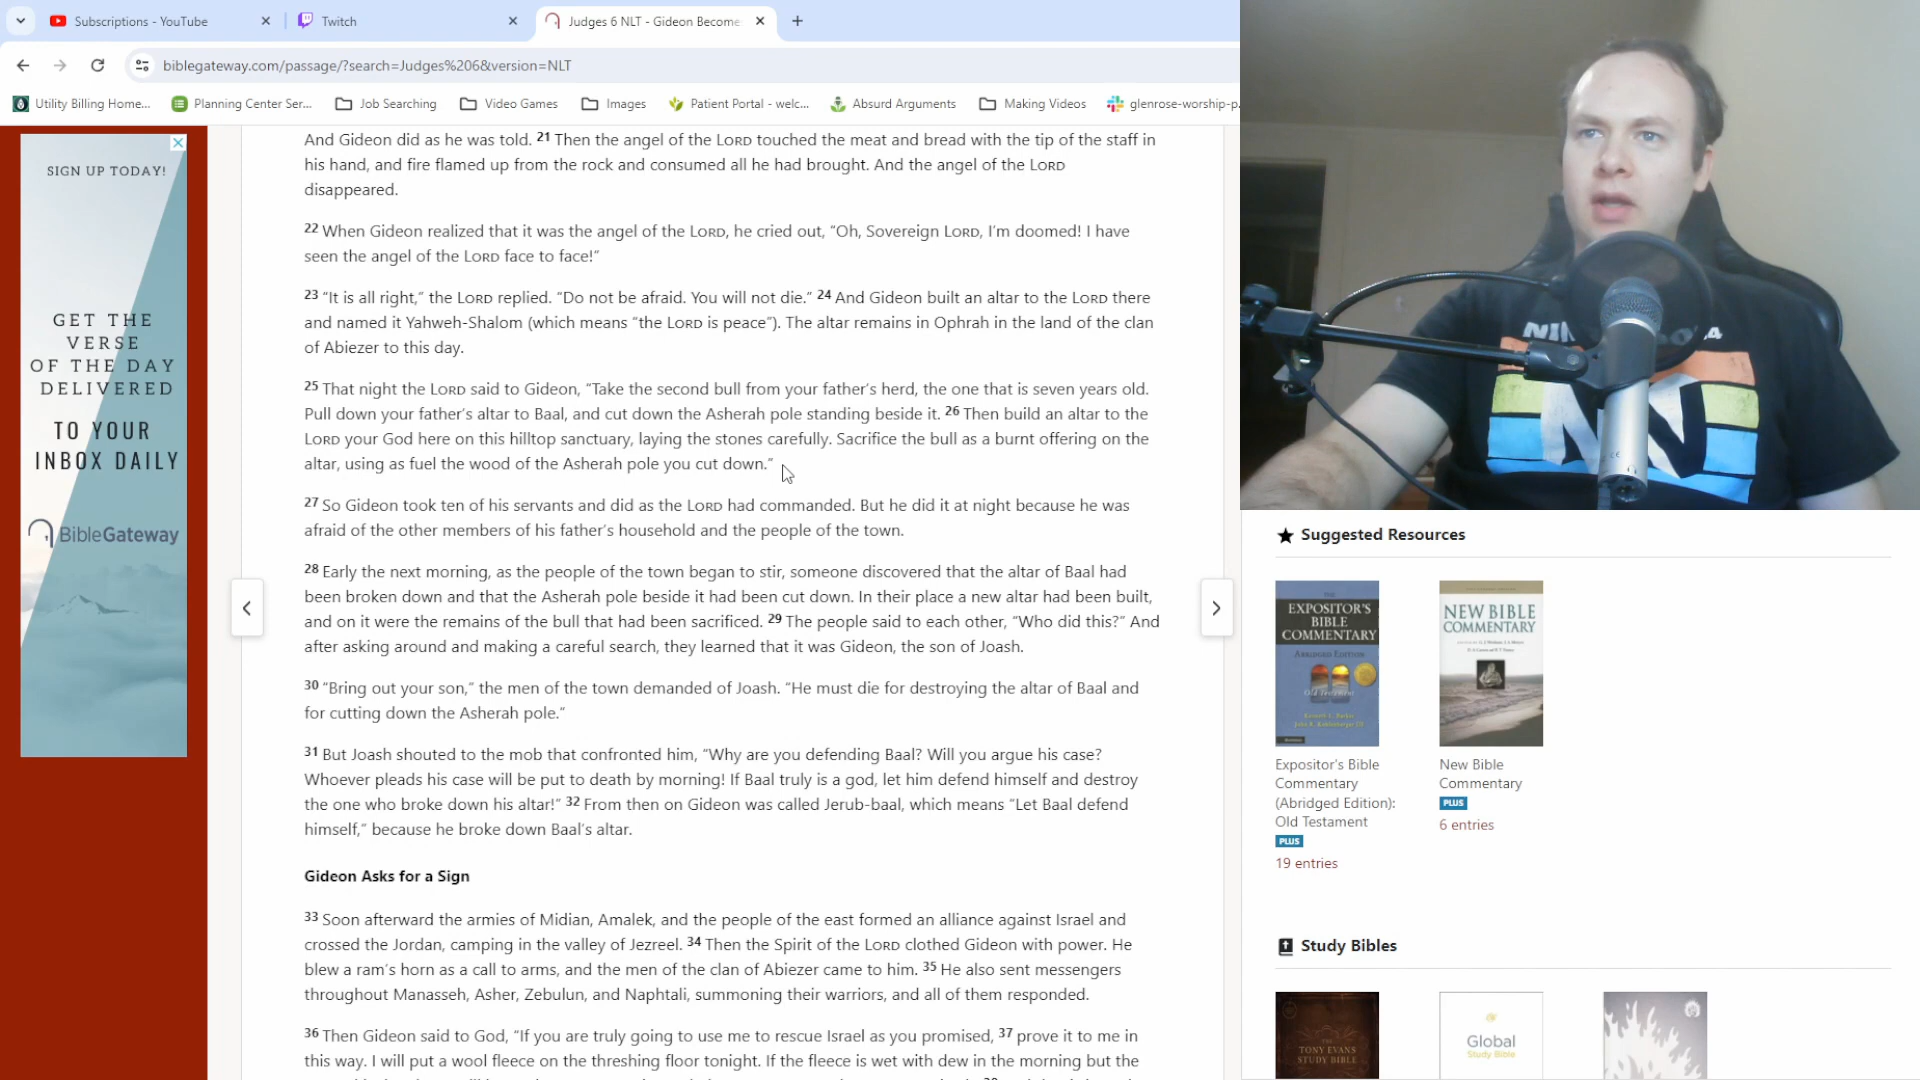 Subscriptions - YouTube
Twitch
Judges 6 NLT - Gideon Become
biblegateway.com/passage/?search=Judges%206&version=NLT
Utility Billing Home...
Planning Center Ser...
Job Searching
Video Games
Images
Patient Portal - welc...
Absurd Arguments
Making Videos
glenrose-worship-p.
SIGN UP TODAY!
GET THE
VERSE
OF THE DAY
DELIVERED
TO YOUR
INBOX DAILY
BibleGateway
And Gideon did as he was told. 21 Then the angel of the LORD touched the meat and bread with the tip of the staff in
his hand, and fire flamed up from the rock and consumed all he had brought. And the angel of the LORD
disappeared.
22 When Gideon realized that it was the angel of the LORD, he cried out, “Oh, Sovereign LORD, I’m doomed! I have
seen the angel of the LORD face to face!”
23 “It is all right,” the LORD replied. “Do not be afraid. You will not die.” 24 And Gideon built an altar to the LORD there
and named it Yahweh-Shalom (which means “the LORD is peace”). The altar remains in Ophrah in the land of the clan
of Abiezer to this day.
25 That night the LORD said to Gideon, “Take the second bull from your father’s herd, the one that is seven years old.
Pull down your father’s altar to Baal, and cut down the Asherah pole standing beside it. 26 Then build an altar to the
LORD your God here on this hilltop sanctuary, laying the stones carefully. Sacrifice the bull as a burnt offering on the
altar, using as fuel the wood of the Asherah pole you cut down.”
27 So Gideon took ten of his servants and did as the LORD had commanded. But he did it at night because he was
afraid of the other members of his father’s household and the people of the town.
28 Early the next morning, as the people of the town began to stir, someone discovered that the altar of Baal had
been broken down and that the Asherah pole beside it had been cut down. In their place a new altar had been built,
and on it were the remains of the bull that had been sacrificed. 29 The people said to each other, “Who did this?” And
after asking around and making a careful search, they learned that it was Gideon, the son of Joash.
30 “Bring out your son,” the men of the town demanded of Joash. “He must die for destroying the altar of Baal and
for cutting down the Asherah pole.”
31 But Joash shouted to the mob that confronted him, “Why are you defending Baal? Will you argue his case?
Whoever pleads his case will be put to death by morning! If Baal truly is a god, let him defend himself and destroy
the one who broke down his altar!” 32 From then on Gideon was called Jerub-baal, which means “Let Baal defend
himself,” because he broke down Baal’s altar.
Gideon Asks for a Sign
33 Soon afterward the armies of Midian, Amalek, and the people of the east formed an alliance against Israel and
crossed the Jordan, camping in the valley of Jezreel. 34 Then the Spirit of the LORD clothed Gideon with power. He
blew a ram’s horn as a call to arms, and the men of the clan of Abiezer came to him. 35 He also sent messengers
throughout Manasseh, Asher, Zebulun, and Naphtali, summoning their warriors, and all of them responded.
36 Then Gideon said to God, “If you are truly going to use me to rescue Israel as you promised, 37 prove it to me in
this way. I will put a wool fleece on the threshing floor tonight. If the fleece is wet with dew in the morning but the
Suggested Resources
THE
EXPOSITOR’S
BIBLE
COMMENTARY
ABRIDGED EDITION
Old Testament
NEW BIBLE
COMMENTARY
Expositor’s Bible
Commentary
(Abridged Edition):
Old Testament
PLUS
19 entries
New Bible
Commentary
PLUS
6 entries
Study Bibles
THE
TONY EVANS
STUDY BIBLE
Global
Study Bible